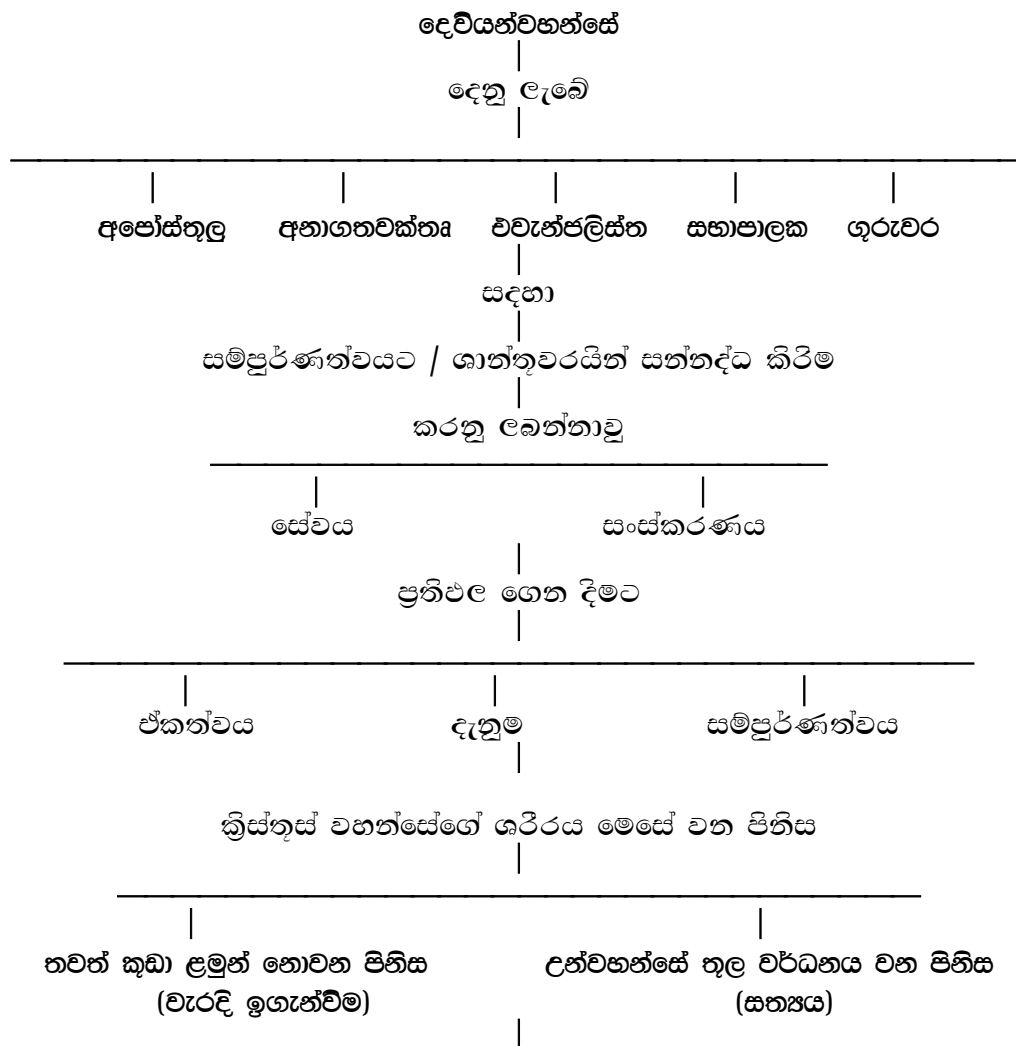 දෙවියන්වහන්සේ
දෙනු ලැබේ
අපෝස්තුලු අනාගතවක්තෘ එවැන්ජලිස්ත සභාපාලක ගුරුවර
සදහා
සම්පුර්ණත්වයට / ශාන්තුවරයින් සන්නද්ධ කිරිම
කරනු ලබන්නාවු
සේවය සංස්කරණය
ප්‍රතිඵල ගෙන දිමට
ඒකත්වය දැනුම සම්පුර්ණත්වය
ක්‍රිස්තුස් වහන්සේගේ ශරීරය මෙසේ වන පිනිස
තවත් කුඩා ළමුන් නොවන පිනිස උන්වහන්සේ තුල වර්ධනය වන පිනිස
(වැරදි ඉගැන්විම) (සත්‍යය)